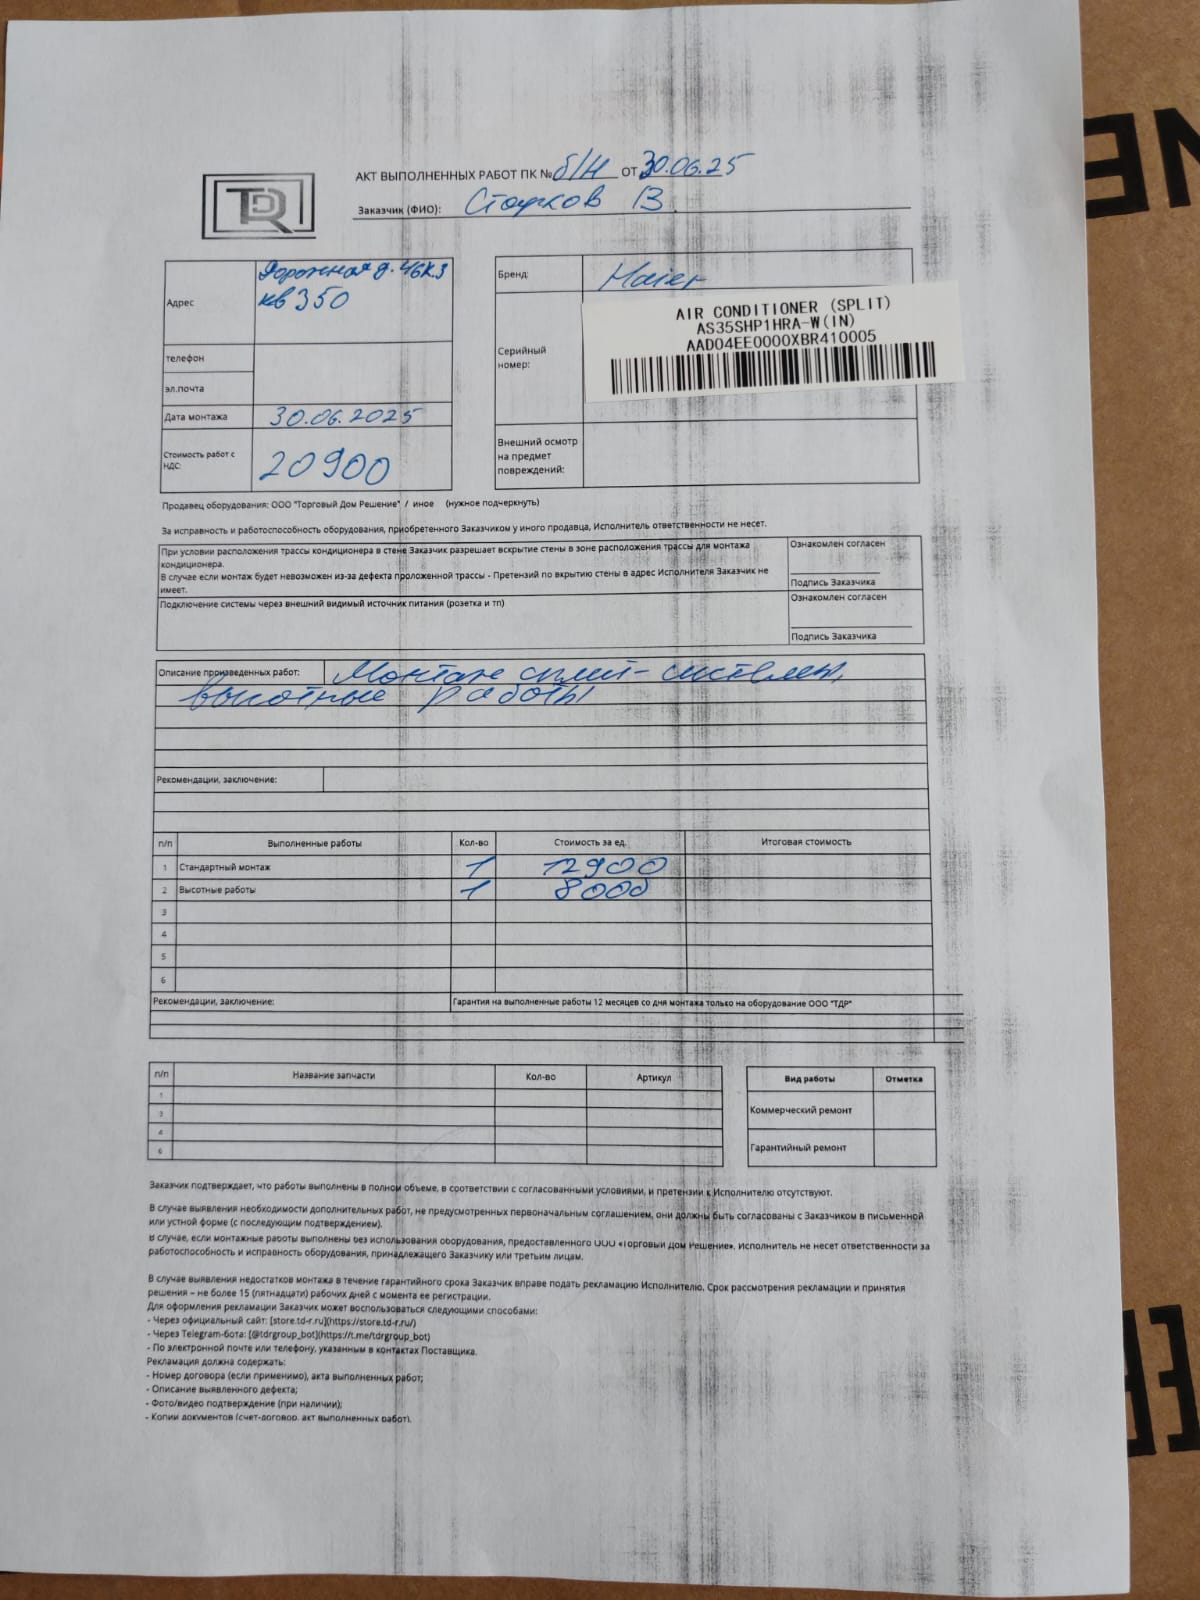 TDR
АКТ ВЫПОЛНЕННЫХ РАБОТ ПК № б/н ОТ 30.06.25
Заказчик (ФИО): В.
Адрес
Дорожная д. 46к.3
кв 350
телефон
эл.почта
Дата монтажа 30.06.2025
Стоимость работ с НДС: 20900
Бренд: Haier
Серийный номер:
AIR CONDITIONER (SPLIT)
AS35SHP1HRA-W(IN)
AAD04EE0000XBR410005
Внешний осмотр
на предмет
повреждений:
Продавец оборудования: ООО "Торговый Дом Решение" / иное (нужное подчеркнуть)
За исправность и работоспособность оборудования, приобретенного Заказчиком у иного продавца, Исполнитель ответственности не несет.
При условии расположения трассы кондиционера в стене Заказчик разрешает вскрытие стены в зоне расположения трассы для монтажа
кондиционера.
В случае если монтаж будет невозможен из-за дефекта проложенной трассы - Претензий по вкрытию стены в адрес Исполнителя Заказчик не
имеет.
Ознакомлен согласен
Подпись Заказчика
Подключение системы через внешний видимый источник питания (розетка и тп)
Ознакомлен согласен
Подпись Заказчика
Описание произведенных работ: Монтаж сплит-системы,
высотные работы
Рекомендации, заключение:
п/п Выполненные работы Кол-во Стоимость за ед. Итоговая стоимость
1 Стандартный монтаж 1 12900
2 Высотные работы 1 8000
3
4
5
6
Рекомендации, заключение: Гарантия на выполненные работы 12 месяцев со дня монтажа только на оборудование ООО "ТДР"
п/п Название запчасти Кол-во Артикул
1
3
4
6
Вид работы Отметка
Коммерческий ремонт
Гарантийный ремонт
Заказчик подтверждает, что работы выполнены в полном объеме, в соответствии с согласованными условиями, и претензии к Исполнителю отсутствуют.
В случае выявления необходимости дополнительных работ, не предусмотренных первоначальным соглашением, они должны быть согласованы с Заказчиком в письменной
или устной форме (с последующим подтверждением).
В случае, если монтажные работы выполнены без использования оборудования, предоставленного ООО «Торговый Дом Решение», Исполнитель не несет ответственности за
работоспособность и исправность оборудования, принадлежащего Заказчику или третьим лицам.
В случае выявления недостатков монтажа в течение гарантийного срока Заказчик вправе подать рекламацию Исполнителю. Срок рассмотрения рекламации и принятия
решения – не более 15 (пятнадцати) рабочих дней с момента ее регистрации.
Для оформления рекламации Заказчик может воспользоваться следующими способами:
- Через официальный сайт: [store.td-r.ru](https://store.td-r.ru/)
- Через Telegram-бота: [@tdrgroup_bot](https://t.me/tdrgroup_bot)
- По электронной почте или телефону, указанным в контактах Поставщика.
Рекламация должна содержать:
- Номер договора (если применимо), акта выполненных работ;
- Описание выявленного дефекта;
- Фото/видео подтверждение (при наличии);
- Копии документов (счет-договор, акт выполненных работ).